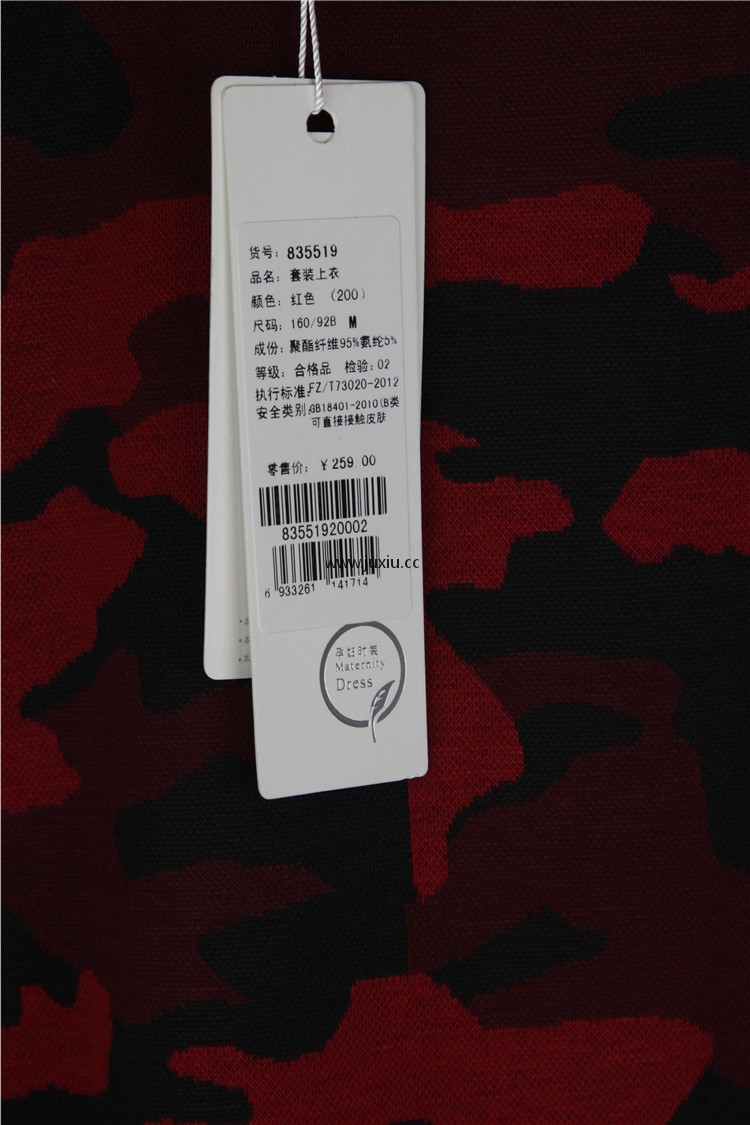 货号: 835519
品名: 套装上衣
颜色: 红色 (200)
尺码: 160/92B M
成份: 聚酯纤维95%氨纶5%
等级: 合格品 检验: 02
执行标准:FZ/T73020-2012
安全类别:GB18401-2010(B类
可直接接触皮肤
零售价: ¥259.00
83551920002
www.juxiu.cc
6 933261 141714
孕妇时装
Maternity
Dress